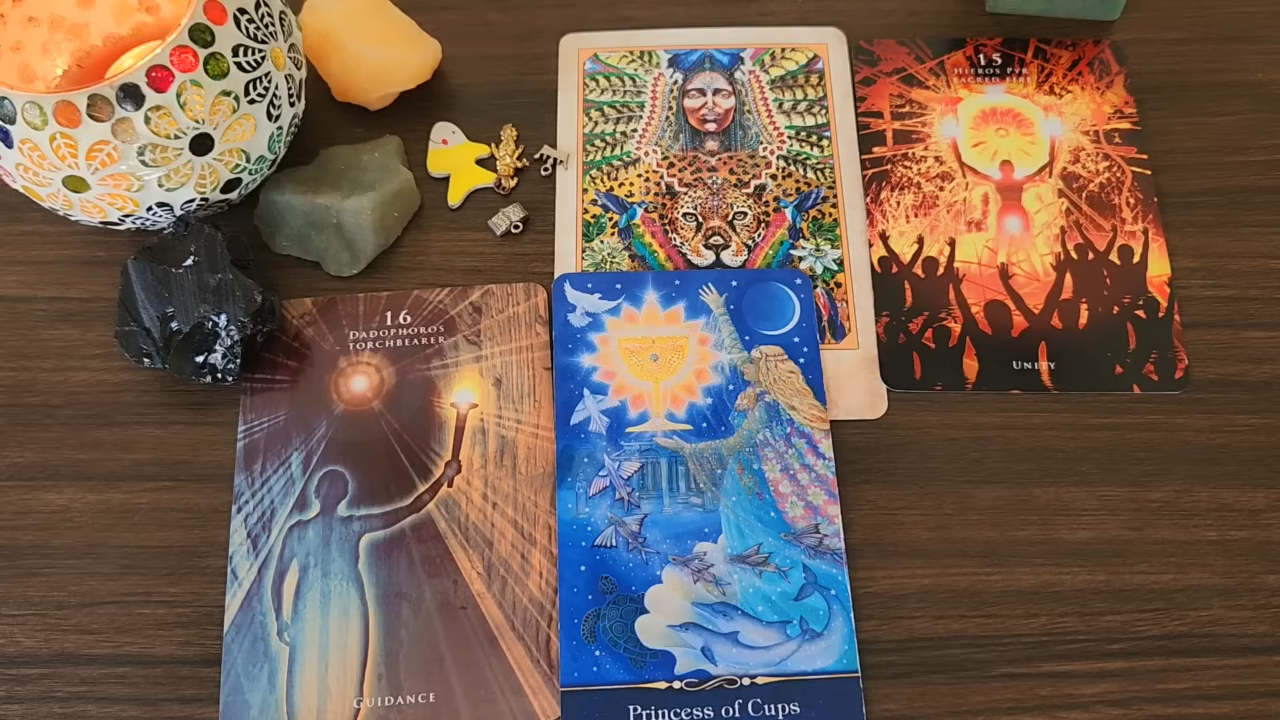 15
HIEROS PYR
SACRED FIRE
UNITY
16
DADOPHOROS
TORCHBEARER
GUIDANCE
Princess of Cups